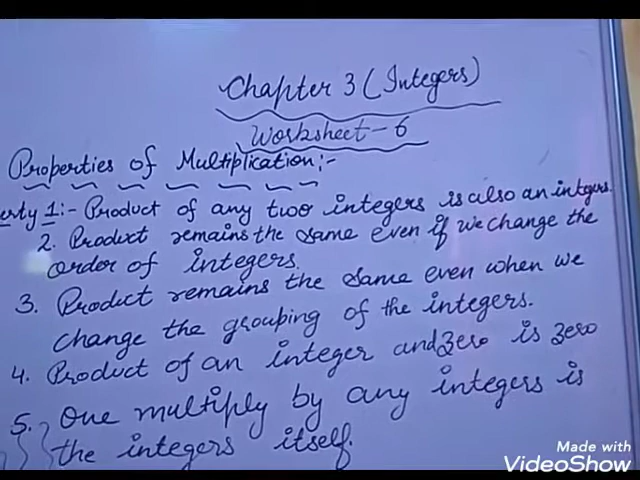 Chapter 3 (Integers)
Worksheet - 6
Properties of Multiplication:-
erty 1:- Product of any two integers is also an integers.
2. Product remains the same even if we change the
order of integers.
3. Product remains the same even when we
change the grouping of the integers.
4. Product of an integer and zero is zero
5. One multiply by any integers is
the integers itself.
Made with
VideoShow